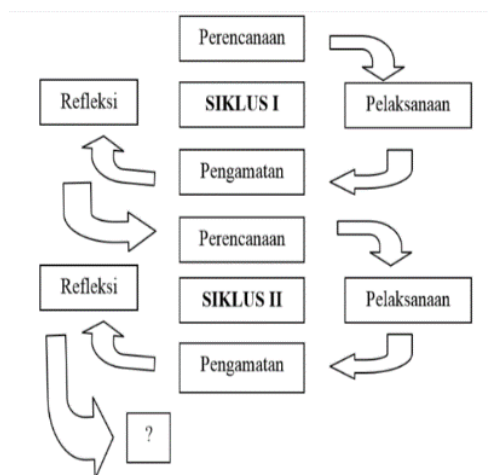 Perencanaan
Refleksi
SIKLUS I
Pelaksanaan
Pengamatan
Perencanaan
Refleksi
SIKLUS II
Pelaksanaan
Pengamatan
?